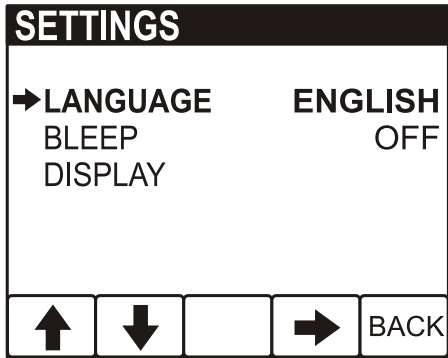 SETTINGS
LANGUAGE ENGLISH
BLEEP OFF
DISPLAY
BACK